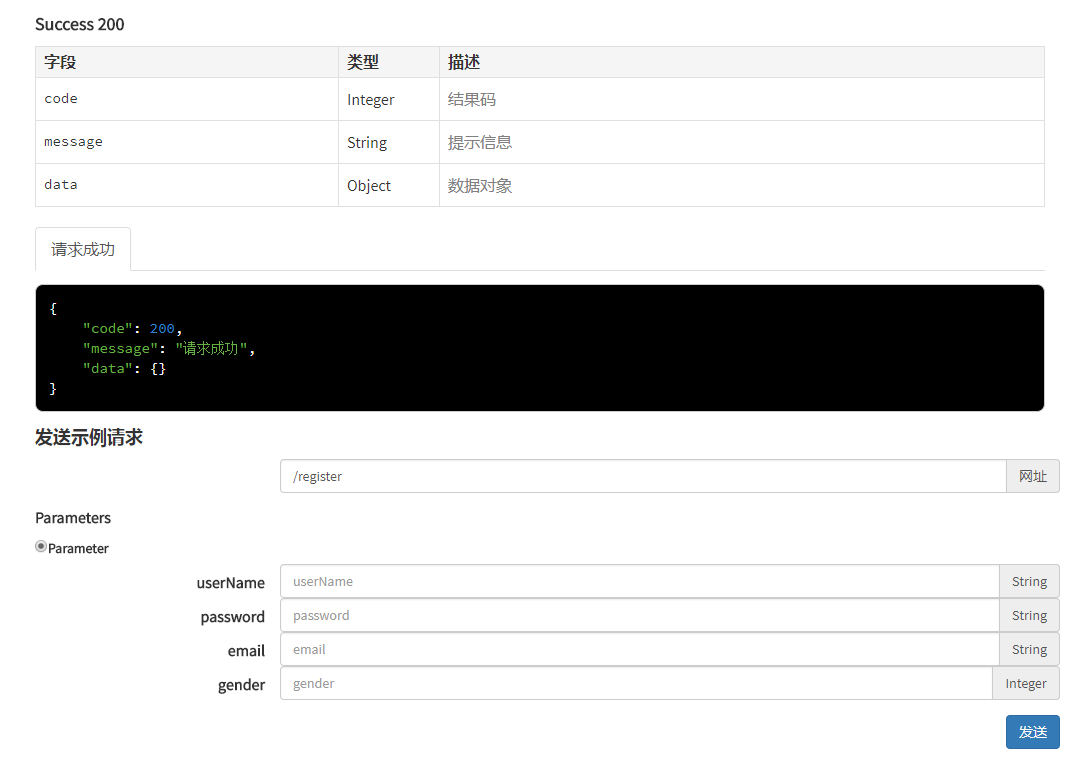 Success 200
字段 类型 描述
code Integer 结果码
message String 提示信息
data Object 数据对象
请求成功
{
"code": 200,
"message": "请求成功",
"data": {}
}
发送示例请求
/register 网址
Parameters
Parameter
userName userName String
password password String
email email String
gender gender Integer
发送